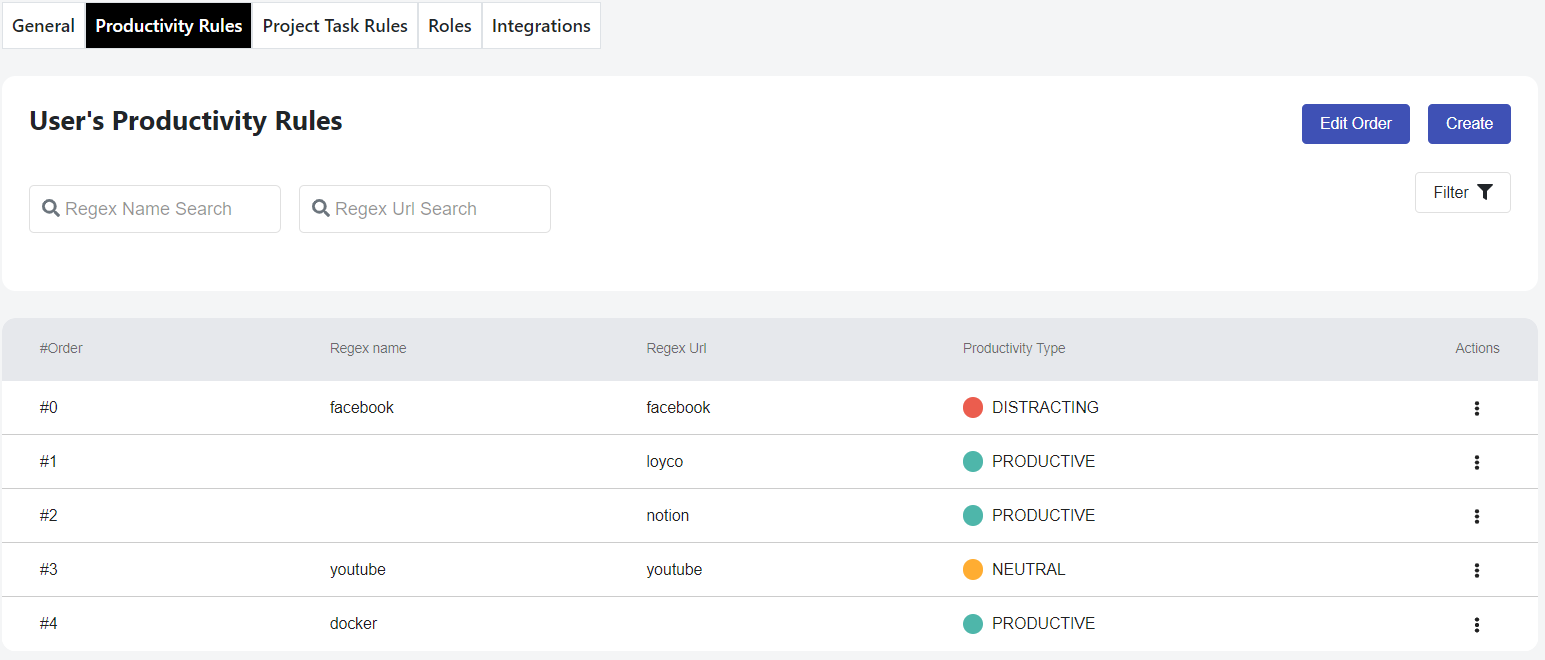 General Productivity Rules Project Task Rules Roles Integrations
User's Productivity Rules
Edit Order Create
Regex Name Search Regex Url Search Filter
#Order Regex name Regex Url Productivity Type Actions
#0 facebook facebook DISTRACTING
#1 loyco PRODUCTIVE
#2 notion PRODUCTIVE
#3 youtube youtube NEUTRAL
#4 docker PRODUCTIVE